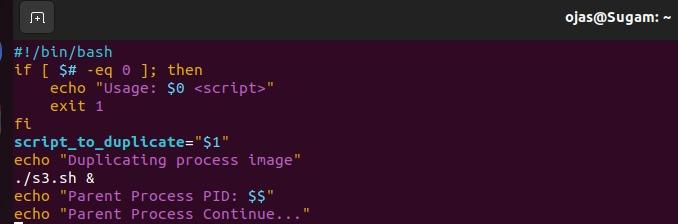 ojas@Sugam: ~
#!/bin/bash
if [ $# -eq 0 ]; then
    echo "Usage: $0 <script>"
    exit 1
fi
script_to_duplicate="$1"
echo "Duplicating process image"
./s3.sh &
echo "Parent Process PID: $$"
echo "Parent Process Continue..."